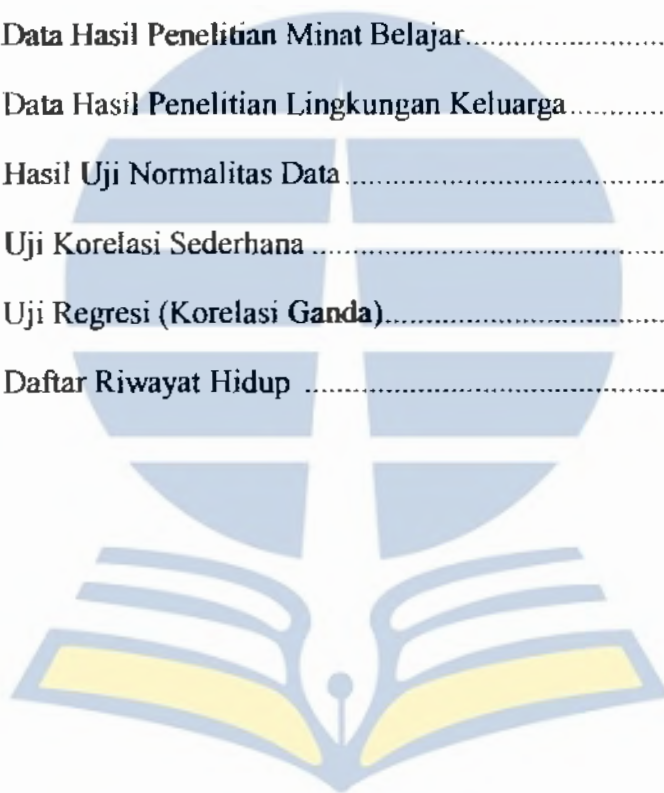 Data Hasil Penelitian Minat Belajar........................
Data Hasil Penelitian Lingkungan Keluarga............
Hasil Uji Normalitas Data .......................................
Uji Korelasi Sederhana ...........................................
Uji Regresi (Korelasi Ganda)...................................
Daftar Riwayat Hidup ............................................